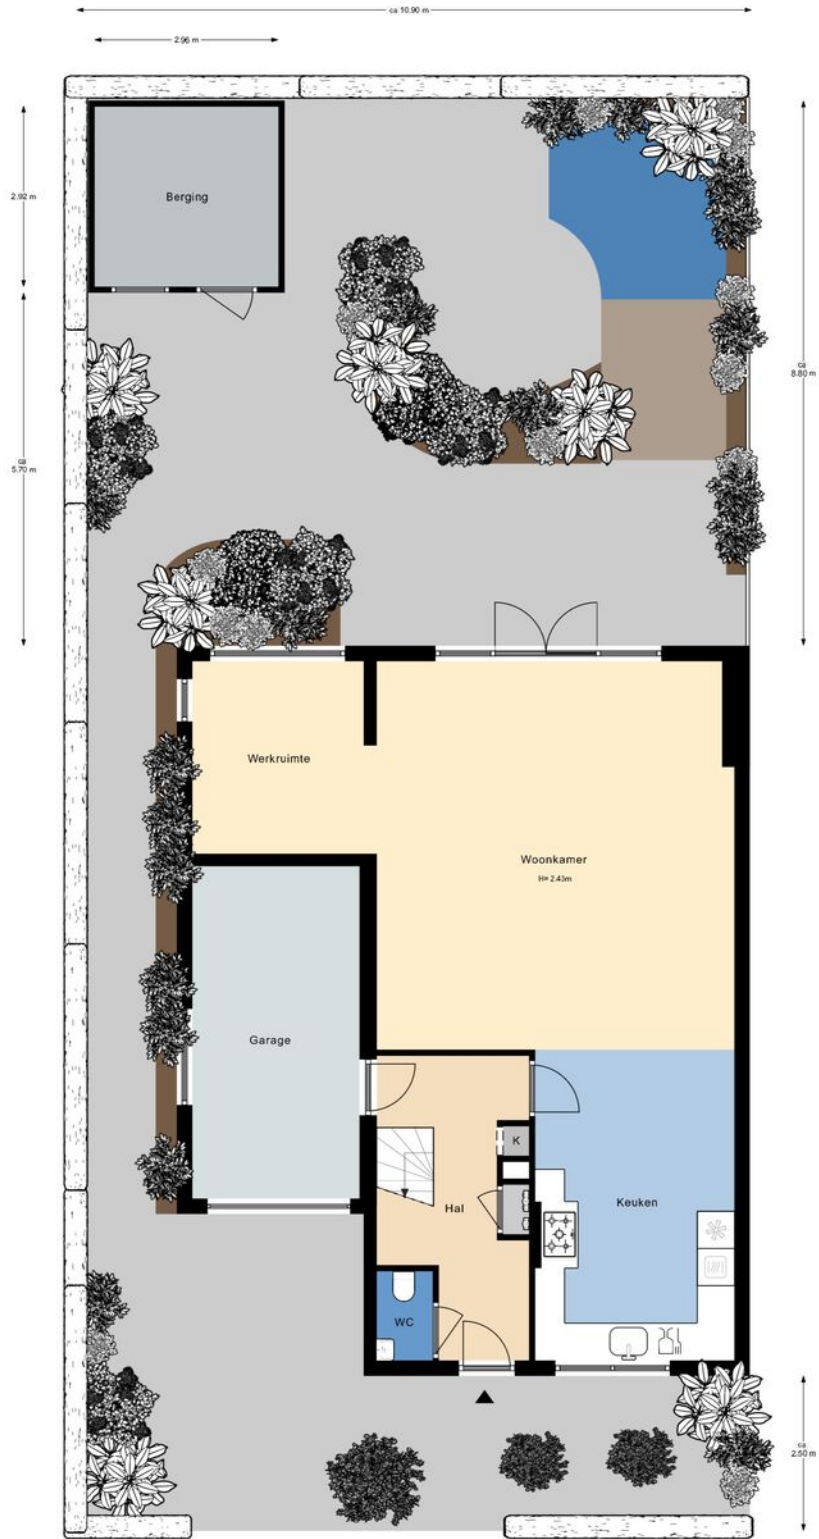 ca 10.90 m
2.96 m
2.92 m
Berging
ca
8.80 m
ca
5.70 m
Werkruimte
Woonkamer
H= 2.43m
Garage
K
Hal
Keuken
WC
ca
2.50 m